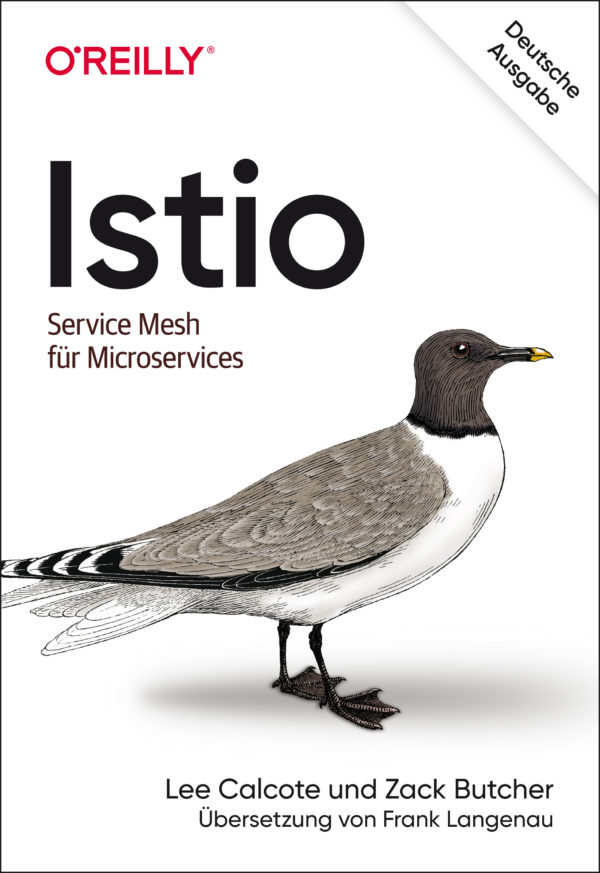 O'REILLY®
Deutsche
Ausgabe
Istio
Service Mesh
für Microservices
Lee Calcote und Zack Butcher
Übersetzung von Frank Langenau